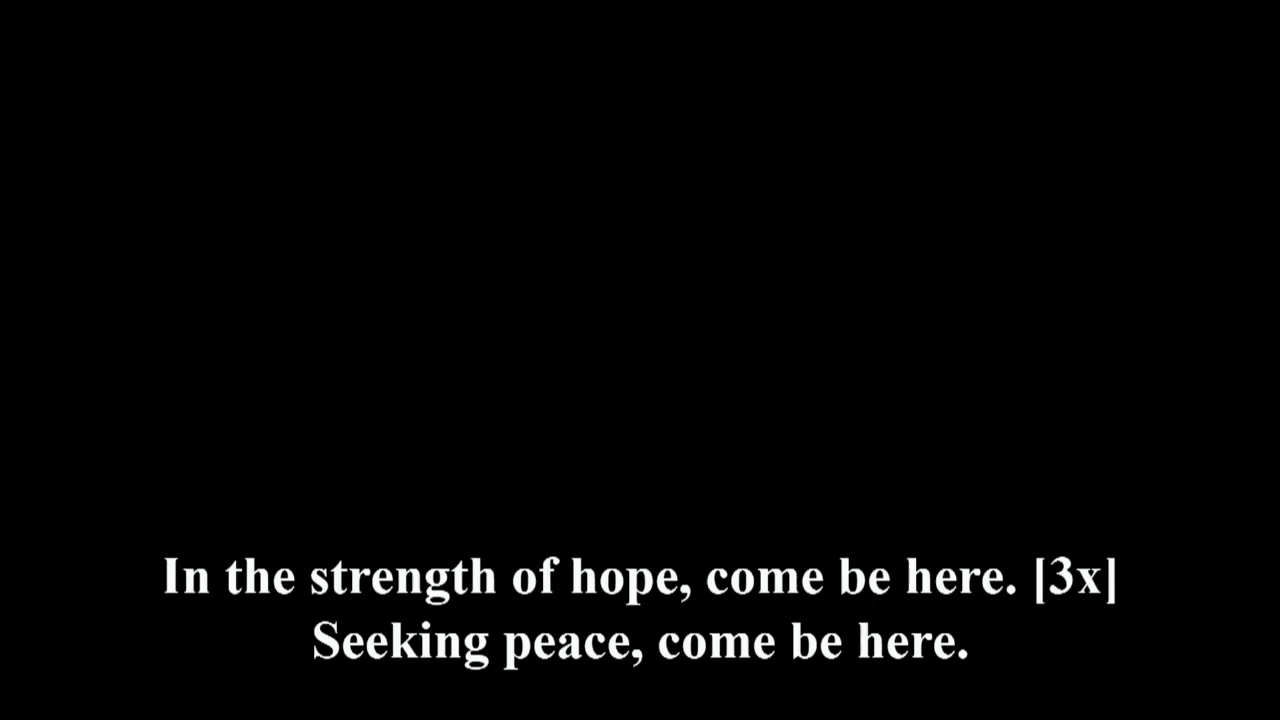 In the strength of hope, come be here. [3x]
Seeking peace, come be here.